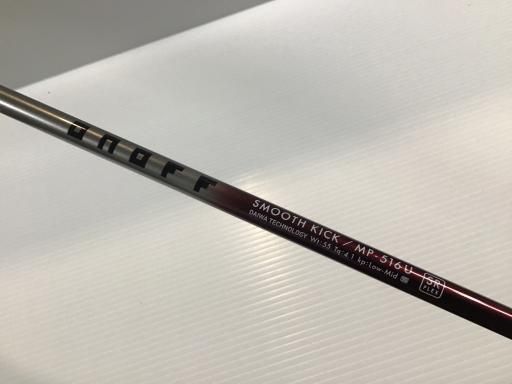 onoff
SMOOTH KICK / MP-516U
DAIWA TECHNOLOGY Wt:55 Tq:4.1 kp:Low-Mid
SR
FLEX